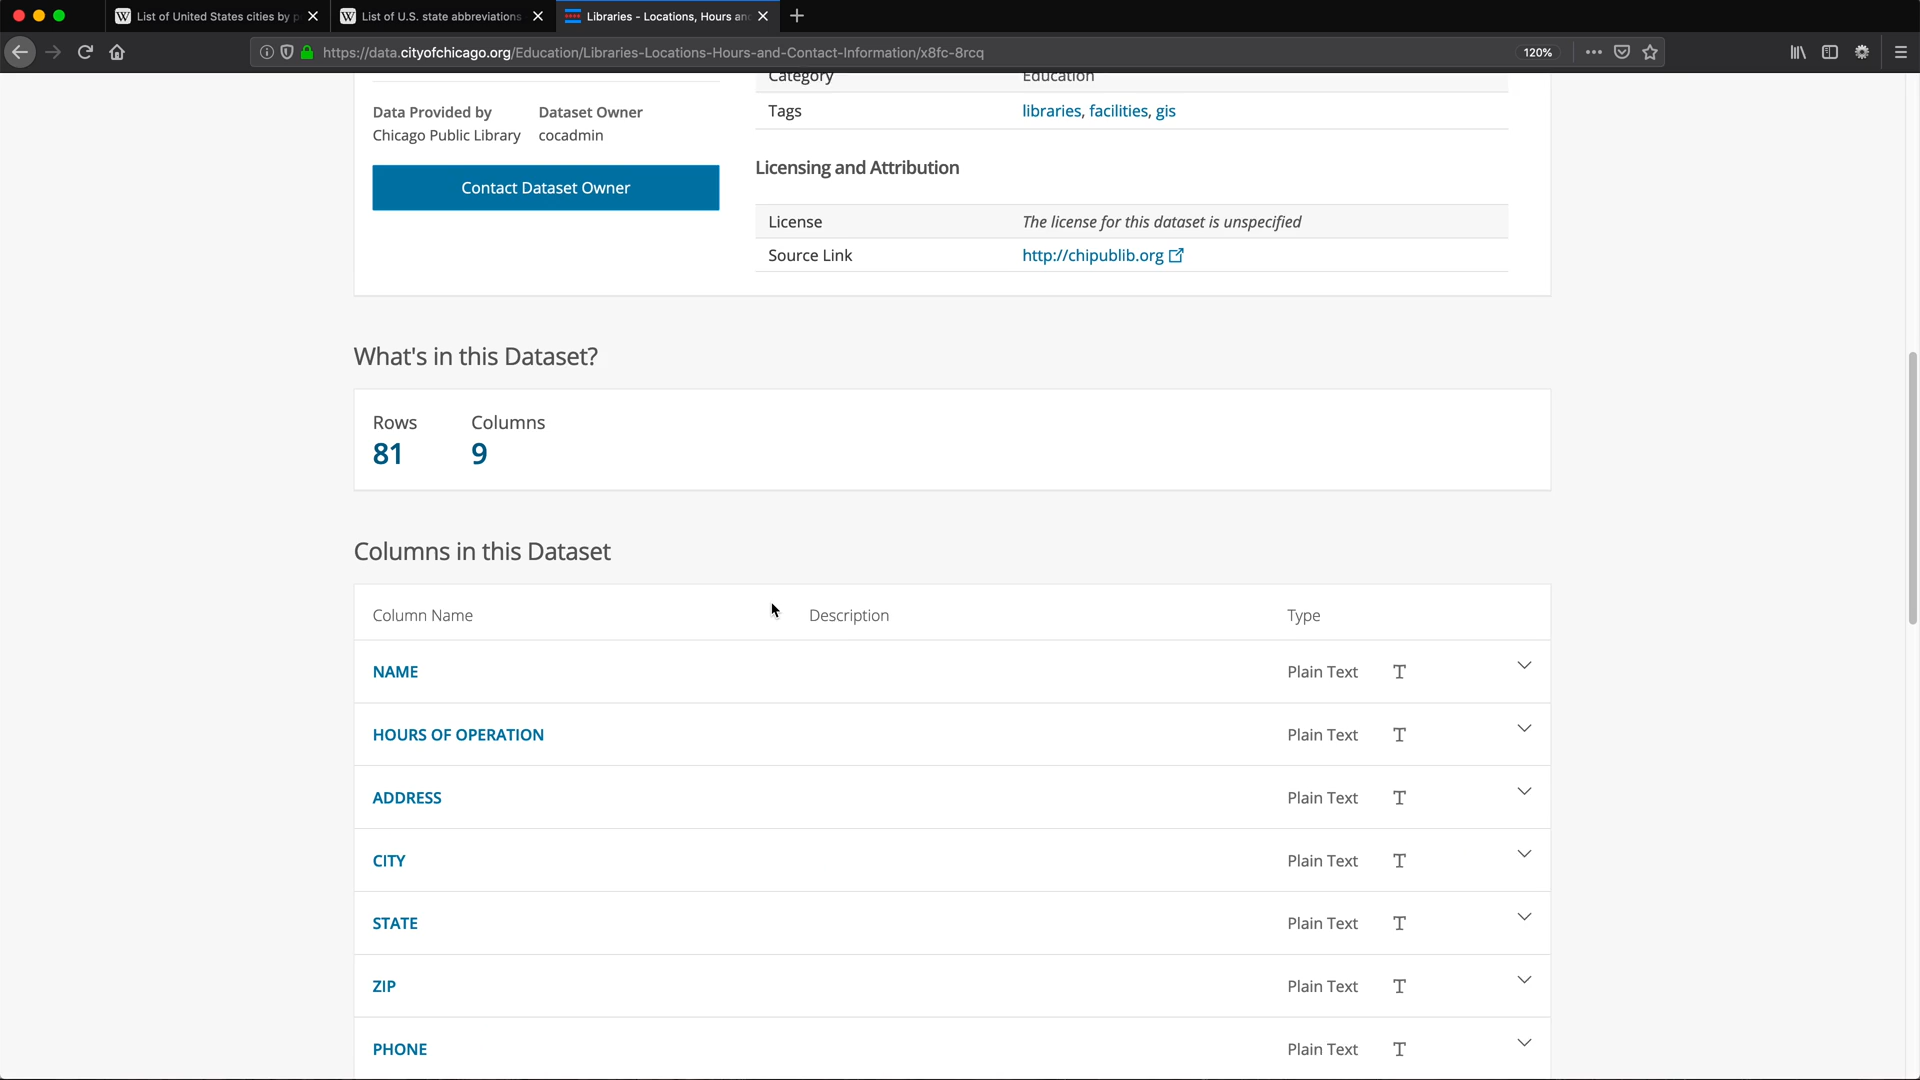 List of United States cities by p
List of U.S. state abbreviations
Libraries - Locations, Hours an
https://data.cityofchicago.org/Education/Libraries-Locations-Hours-and-Contact-Information/x8fc-8rcq
120%
Category Education
Data Provided by Dataset Owner
Chicago Public Library cocadmin
Tags libraries, facilities, gis
Contact Dataset Owner
Licensing and Attribution
License The license for this dataset is unspecified
Source Link http://chipublib.org
What's in this Dataset?
Rows Columns
81 9
Columns in this Dataset
Column Name Description Type
NAME Plain Text T
HOURS OF OPERATION Plain Text T
ADDRESS Plain Text T
CITY Plain Text T
STATE Plain Text T
ZIP Plain Text T
PHONE Plain Text T